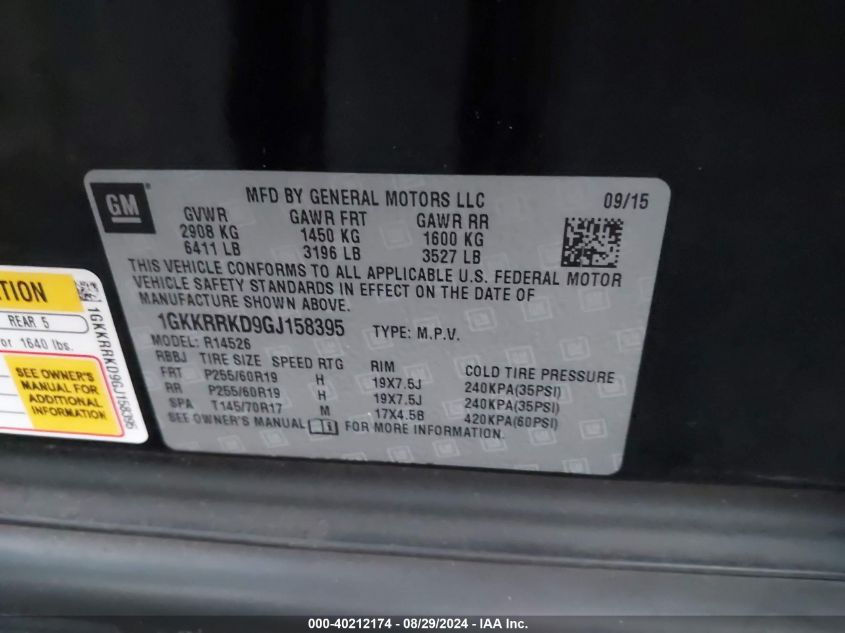 GM
MFD BY GENERAL MOTORS LLC 09/15
GVWR GAWR FRT GAWR RR
2908 KG 1450 KG 1600 KG
6411 LB 3196 LB 3527 LB
THIS VEHICLE CONFORMS TO ALL APPLICABLE U.S. FEDERAL MOTOR
VEHICLE SAFETY STANDARDS IN EFFECT ON THE DATE OF
MANUFACTURE SHOWN ABOVE.
1GKKRRKD9GJ158395 TYPE: M.P.V.
MODEL: R14526
RBBJ TIRE SIZE SPEED RTG RIM COLD TIRE PRESSURE
FRT P255/60R19 H 19X7.5J 240KPA(35PSI)
RR P255/60R19 H 19X7.5J 240KPA(35PSI)
SPA T145/70R17 M 17X4.5B 420KPA(60PSI)
SEE OWNER'S MANUAL FOR MORE INFORMATION.
TION
REAR 5
or 1640 lbs.
SEE OWNER'S
MANUAL FOR
ADDITIONAL
INFORMATION
1GKKRRKD9GJ158395
000-40212174 - 08/29/2024 - IAA Inc.